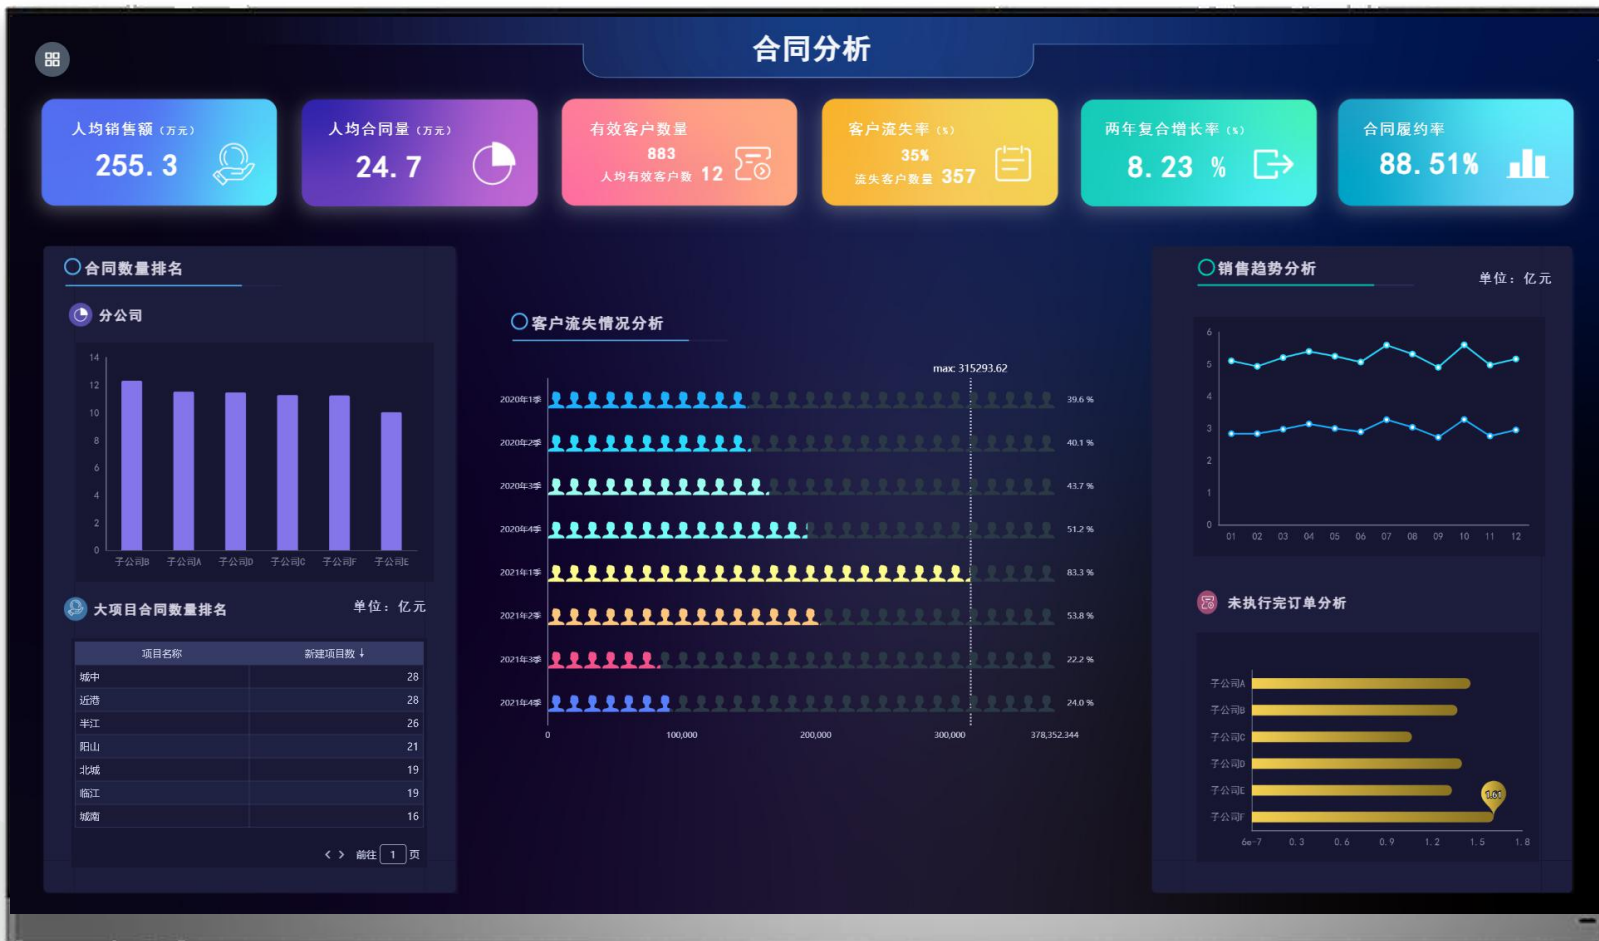 合同分析
人均销售额（万元）
255.3
人均合同量（万元）
24.7
有效客户数量
883
人均有效客户数 12
客户流失率（%）
35%
流失客户数量 357
两年复合增长率（%）
8.23 %
合同履约率
88.51%
合同数量排名
分公司
14
12
10
8
6
4
2
0
子公司B 子公司A 子公司D 子公司C 子公司F 子公司E
大项目合同数量排名 单位：亿元
项目名称 新建项目数↓
城中 28
近港 28
半江 26
阳山 21
北城 19
临江 19
城南 16
< > 前往 1 页
客户流失情况分析
max: 315293.62
2020年1季 39.6 %
2020年2季 40.1 %
2020年3季 43.7 %
2020年4季 51.2 %
2021年1季 83.3 %
2021年2季 53.8 %
2021年3季 22.2 %
2021年4季 24.0 %
0 100,000 200,000 300,000 378,352.344
销售趋势分析
单位：亿元
6
5
4
3
2
1
0
01 02 03 04 05 06 07 08 09 10 11 12
未执行完订单分析
子公司A
子公司B
子公司C
子公司D
子公司E
1.61
子公司F
6e-7 0.3 0.6 0.9 1.2 1.5 1.8